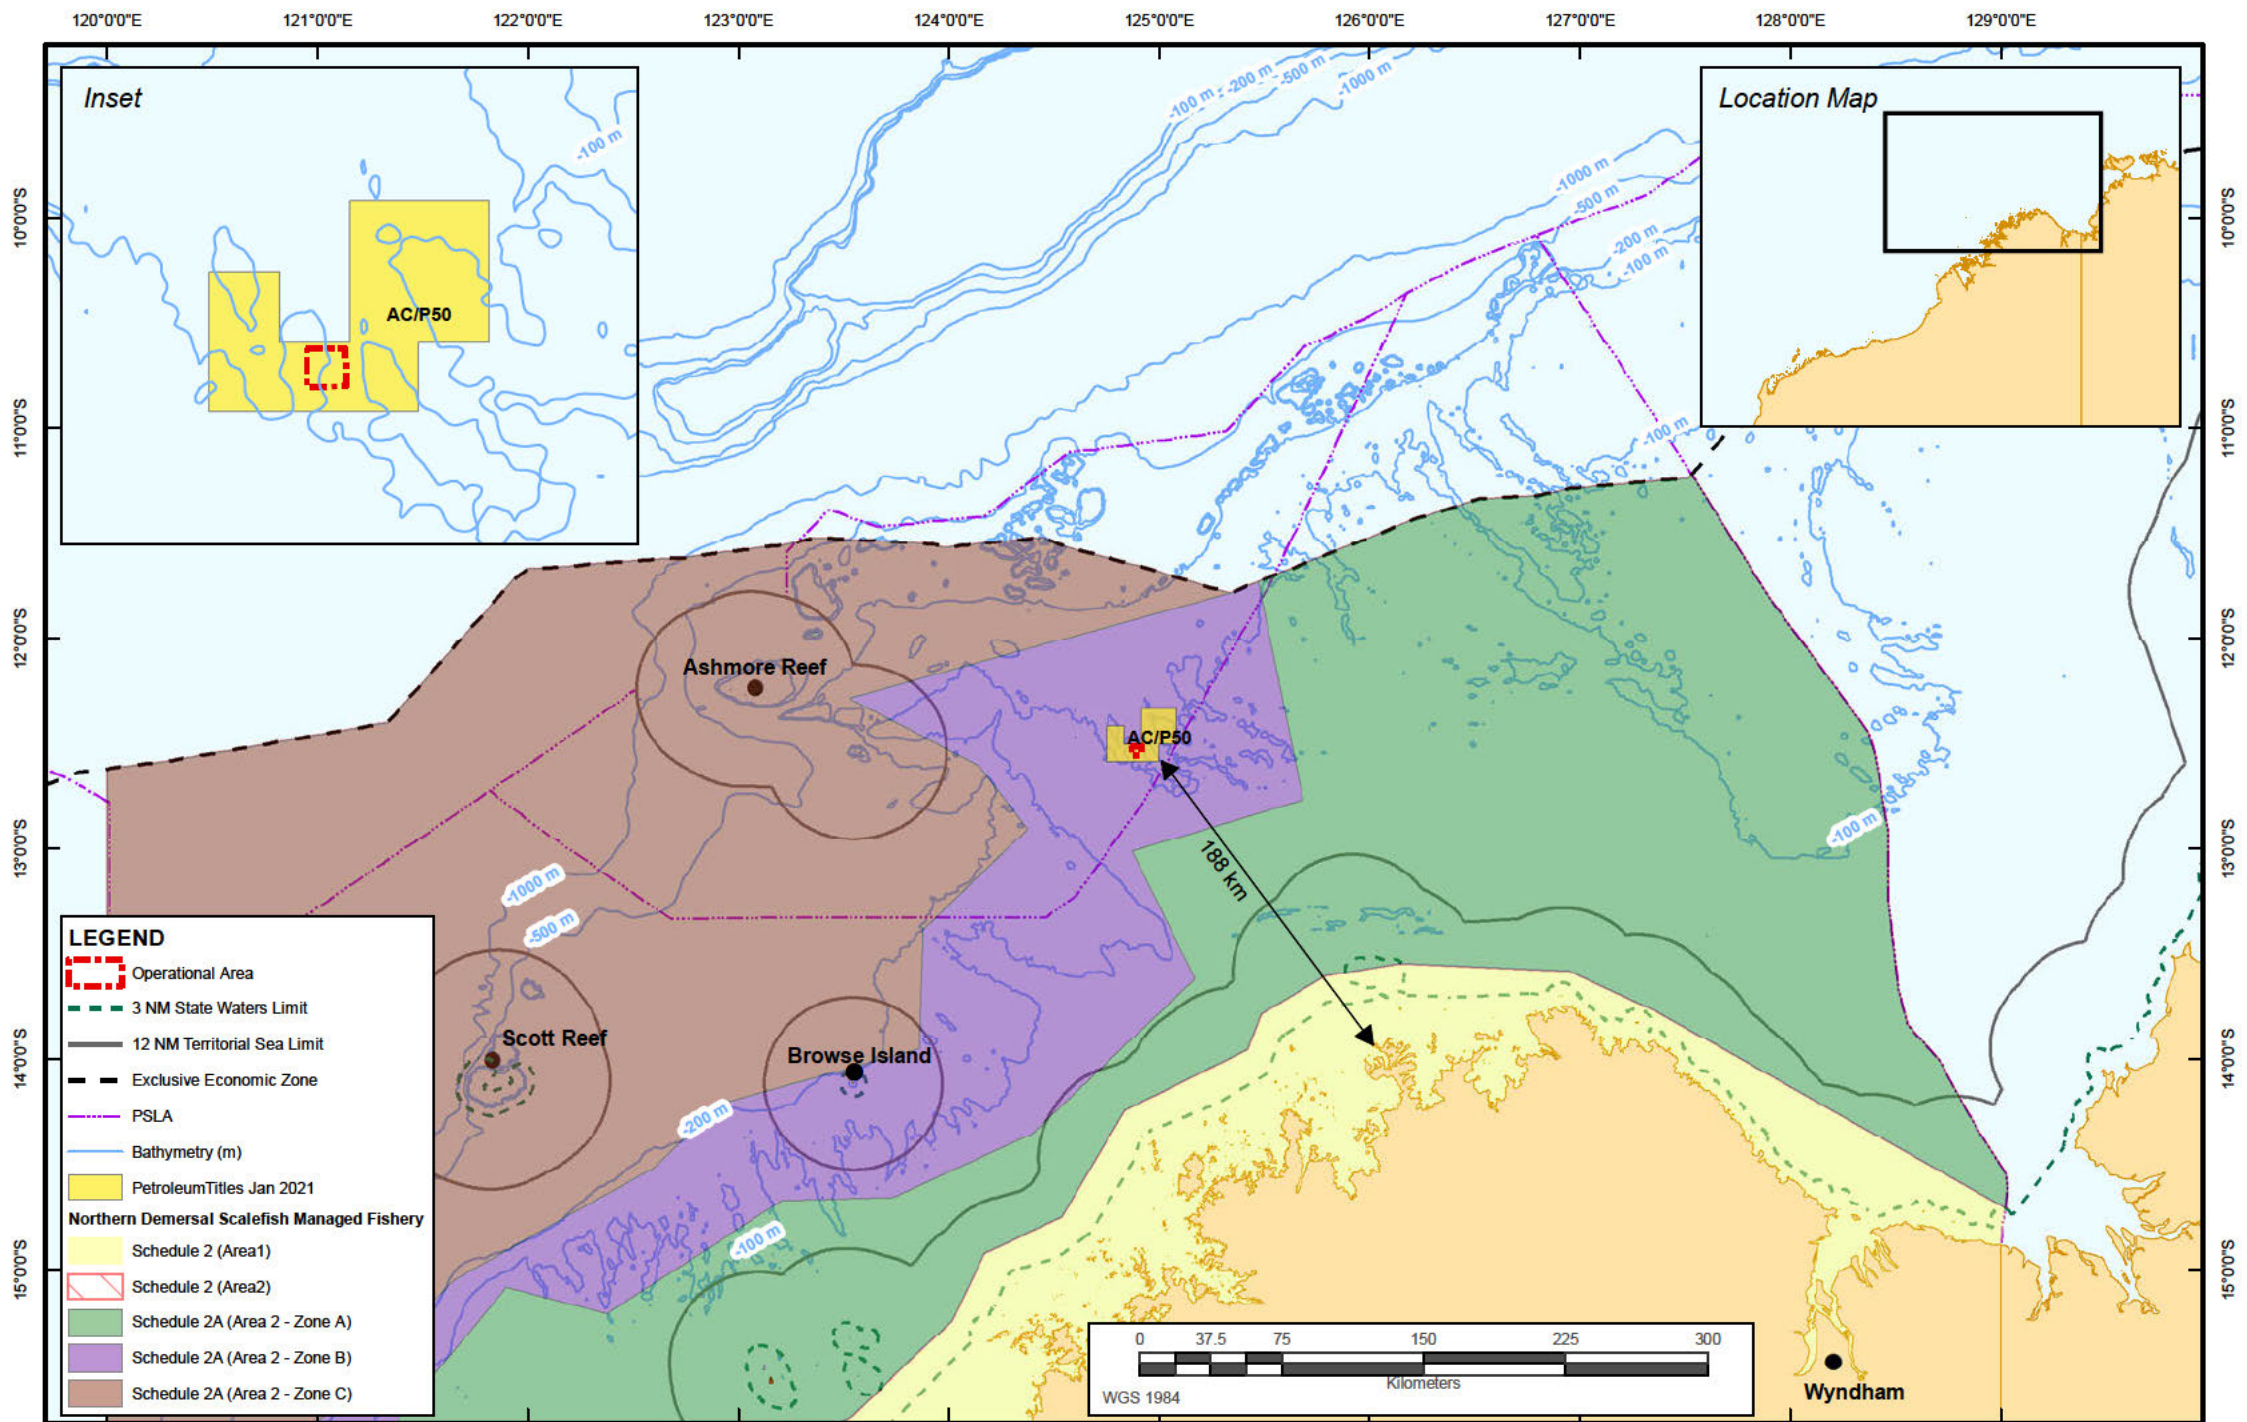 120°0'0"E 121°0'0"E 122°0'0"E 123°0'0"E 124°0'0"E 125°0'0"E 126°0'0"E 127°0'0"E 128°0'0"E 129°0'0"E
Inset
-100 m
AC/P50
-100 m
-200 m
-500 m
-1000 m
Location Map
-1000 m
-500 m
-200 m
-100 m
-100 m
10°0'0"S
11°0'0"S
12°0'0"S
13°0'0"S
14°0'0"S
15°0'0"S
10°0'0"S
11°0'0"S
12°0'0"S
13°0'0"S
14°0'0"S
15°0'0"S
Ashmore Reef
AC/P50
188 km
-100 m
-1000 m
-500 m
Scott Reef
Browse Island
-200 m
-100 m
LEGEND
Operational Area
3 NM State Waters Limit
12 NM Territorial Sea Limit
Exclusive Economic Zone
PSLA
Bathymetry (m)
PetroleumTitles Jan 2021
Northern Demersal Scalefish Managed Fishery
Schedule 2 (Area1)
Schedule 2 (Area2)
Schedule 2A (Area 2 - Zone A)
Schedule 2A (Area 2 - Zone B)
Schedule 2A (Area 2 - Zone C)
0 37.5 75 150 225 300
Kilometers
WGS 1984
Wyndham